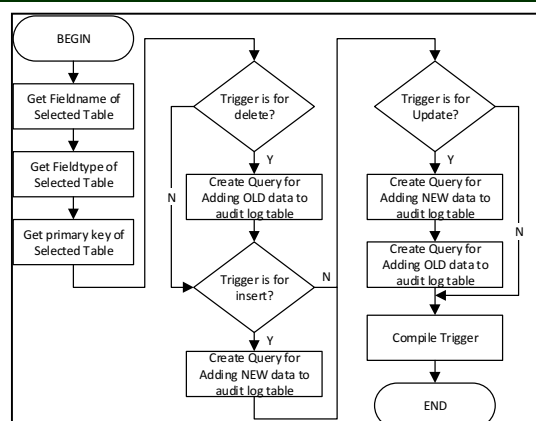 BEGIN
Get Fieldname of
Selected Table
Get Fieldtype of
Selected Table
Get primary key of
Selected Table
Trigger is for
delete?
Y
N
Create Query for
Adding OLD data to
audit log table
Trigger is for
insert?
N
Y
Create Query for
Adding NEW data to
audit log table
Trigger is for
Update?
Y
N
Create Query for
Adding NEW data to
audit log table
Create Query for
Adding OLD data to
audit log table
Compile Trigger
END